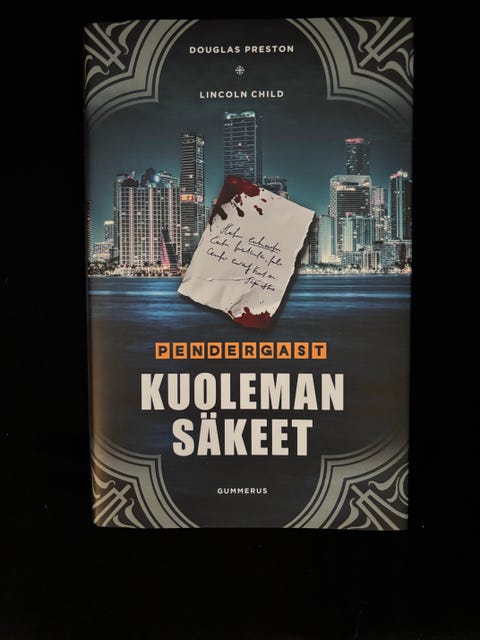 DOUGLAS PRESTON
LINCOLN CHILD
PENDERGAST
KUOLEMAN
SÄKEET
GUMMERUS